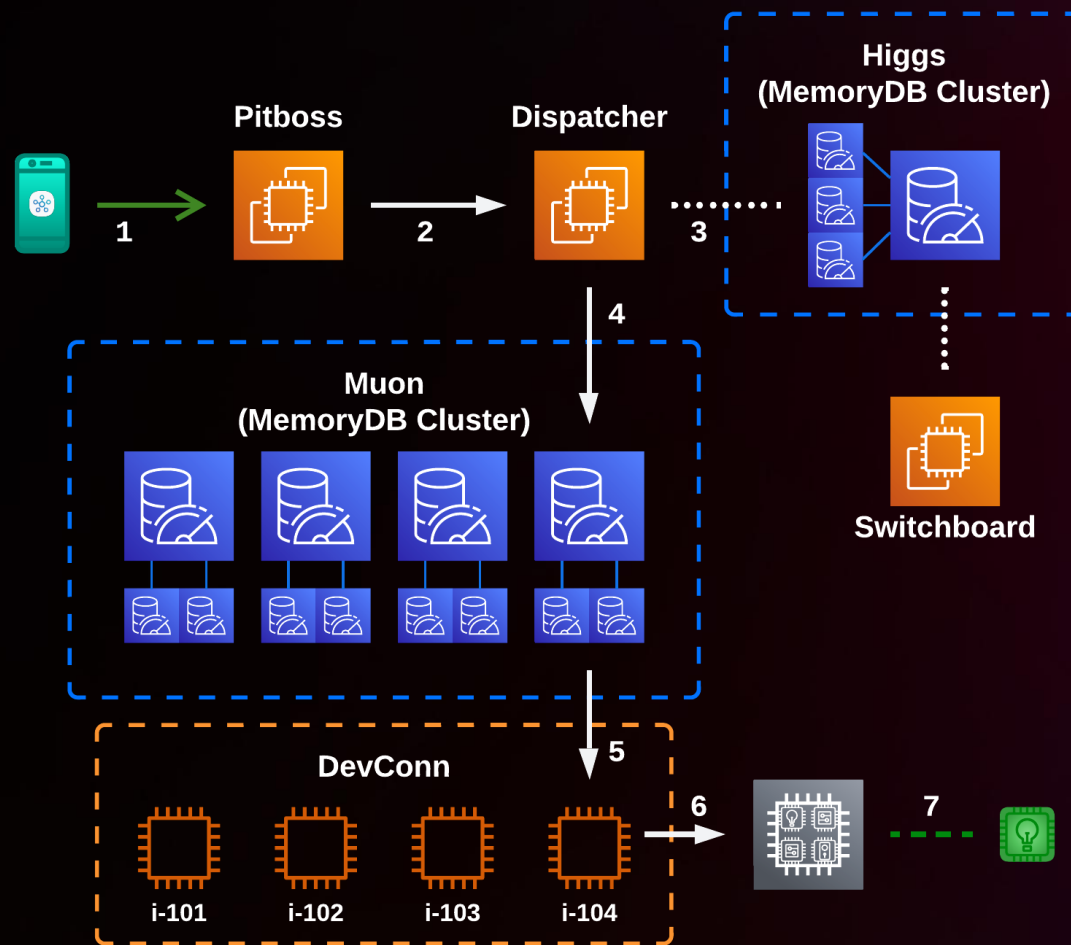 Higgs
(MemoryDB Cluster)
Pitboss
Dispatcher
1
2
3
4
Muon
(MemoryDB Cluster)
Switchboard
5
DevConn
6
7
i-101
i-102
i-103
i-104